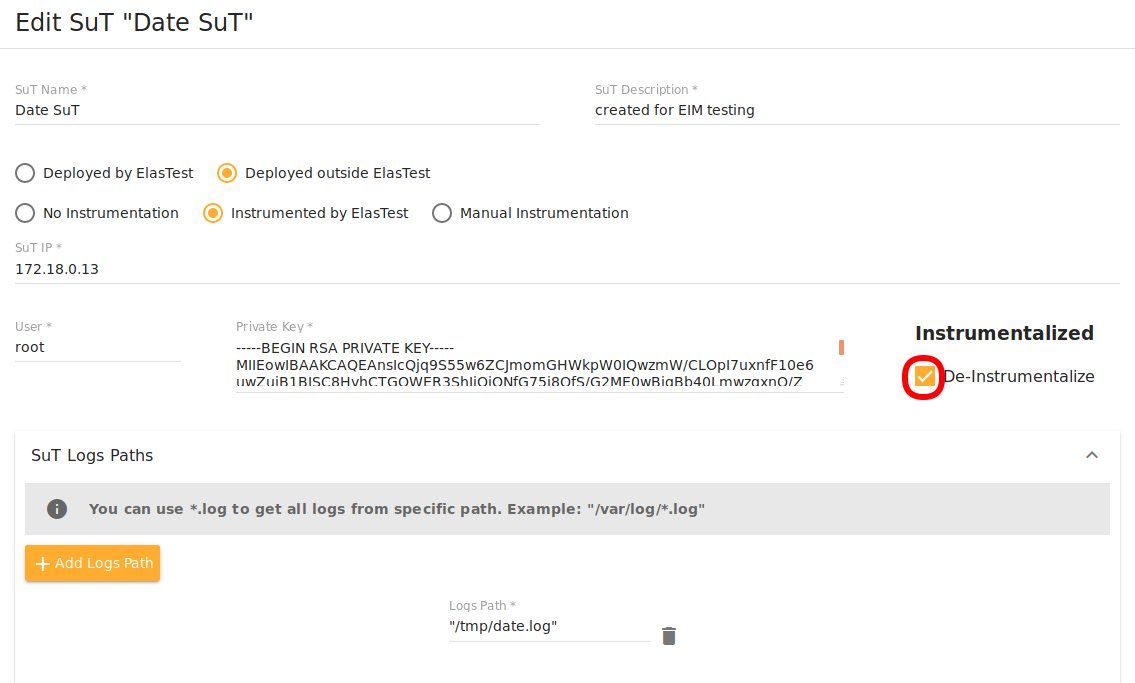 Edit SuT "Date SuT"
SuT Name *
Date SuT
SuT Description *
created for EIM testing
Deployed by ElasTest
Deployed outside ElasTest
No Instrumentation
Instrumented by ElasTest
Manual Instrumentation
SuT IP *
172.18.0.13
User *
root
Private Key *
-----BEGIN RSA PRIVATE KEY-----
Instrumentalized
De-Instrumentalize
SuT Logs Paths
You can use *.log to get all logs from specific path. Example: "/var/log/*.log"
Add Logs Path
Logs Path *
"/tmp/date.log"